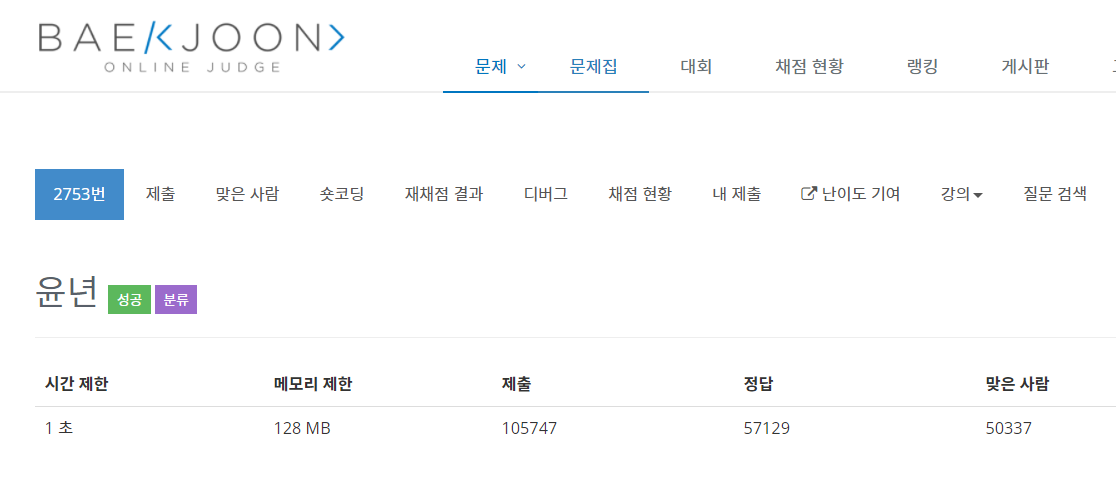 BAEKJOON>
ONLINE JUDGE
문제 문제집 대회 채점 현황 랭킹 게시판
2753번 제출 맞은 사람 숏코딩 재채점 결과 디버그 채점 현황 내 제출 난이도 기여 강의 질문 검색
윤년 성공 분류
시간 제한 메모리 제한 제출 정답 맞은 사람
1 초 128 MB 105747 57129 50337